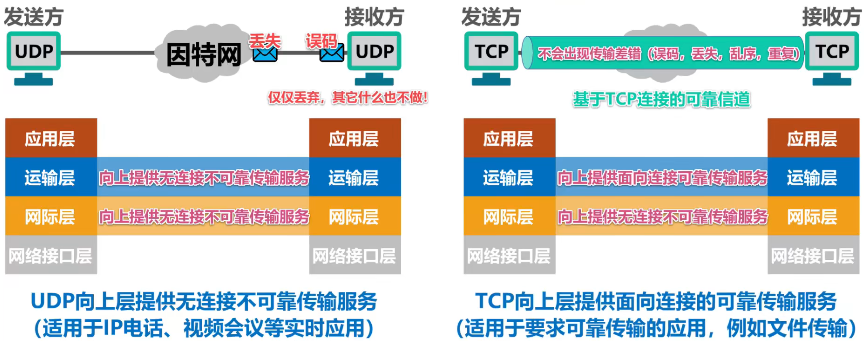 发送方
接收方
UDP
因特网
丢失
误码
UDP
仅仅丢弃，其它什么也不做！
应用层
应用层
运输层
向上提供无连接不可靠传输服务
运输层
网际层
向上提供无连接不可靠传输服务
网际层
网络接口层
网络接口层
UDP向上层提供无连接不可靠传输服务
（适用于IP电话、视频会议等实时应用）
发送方
接收方
TCP
不会出现传输差错（误码，丢失，乱序，重复）
TCP
基于TCP连接的可靠信道
应用层
应用层
运输层
向上提供面向连接可靠传输服务
运输层
网际层
向上提供无连接不可靠传输服务
网际层
网络接口层
网络接口层
TCP向上层提供面向连接的可靠传输服务
（适用于要求可靠传输的应用，例如文件传输）